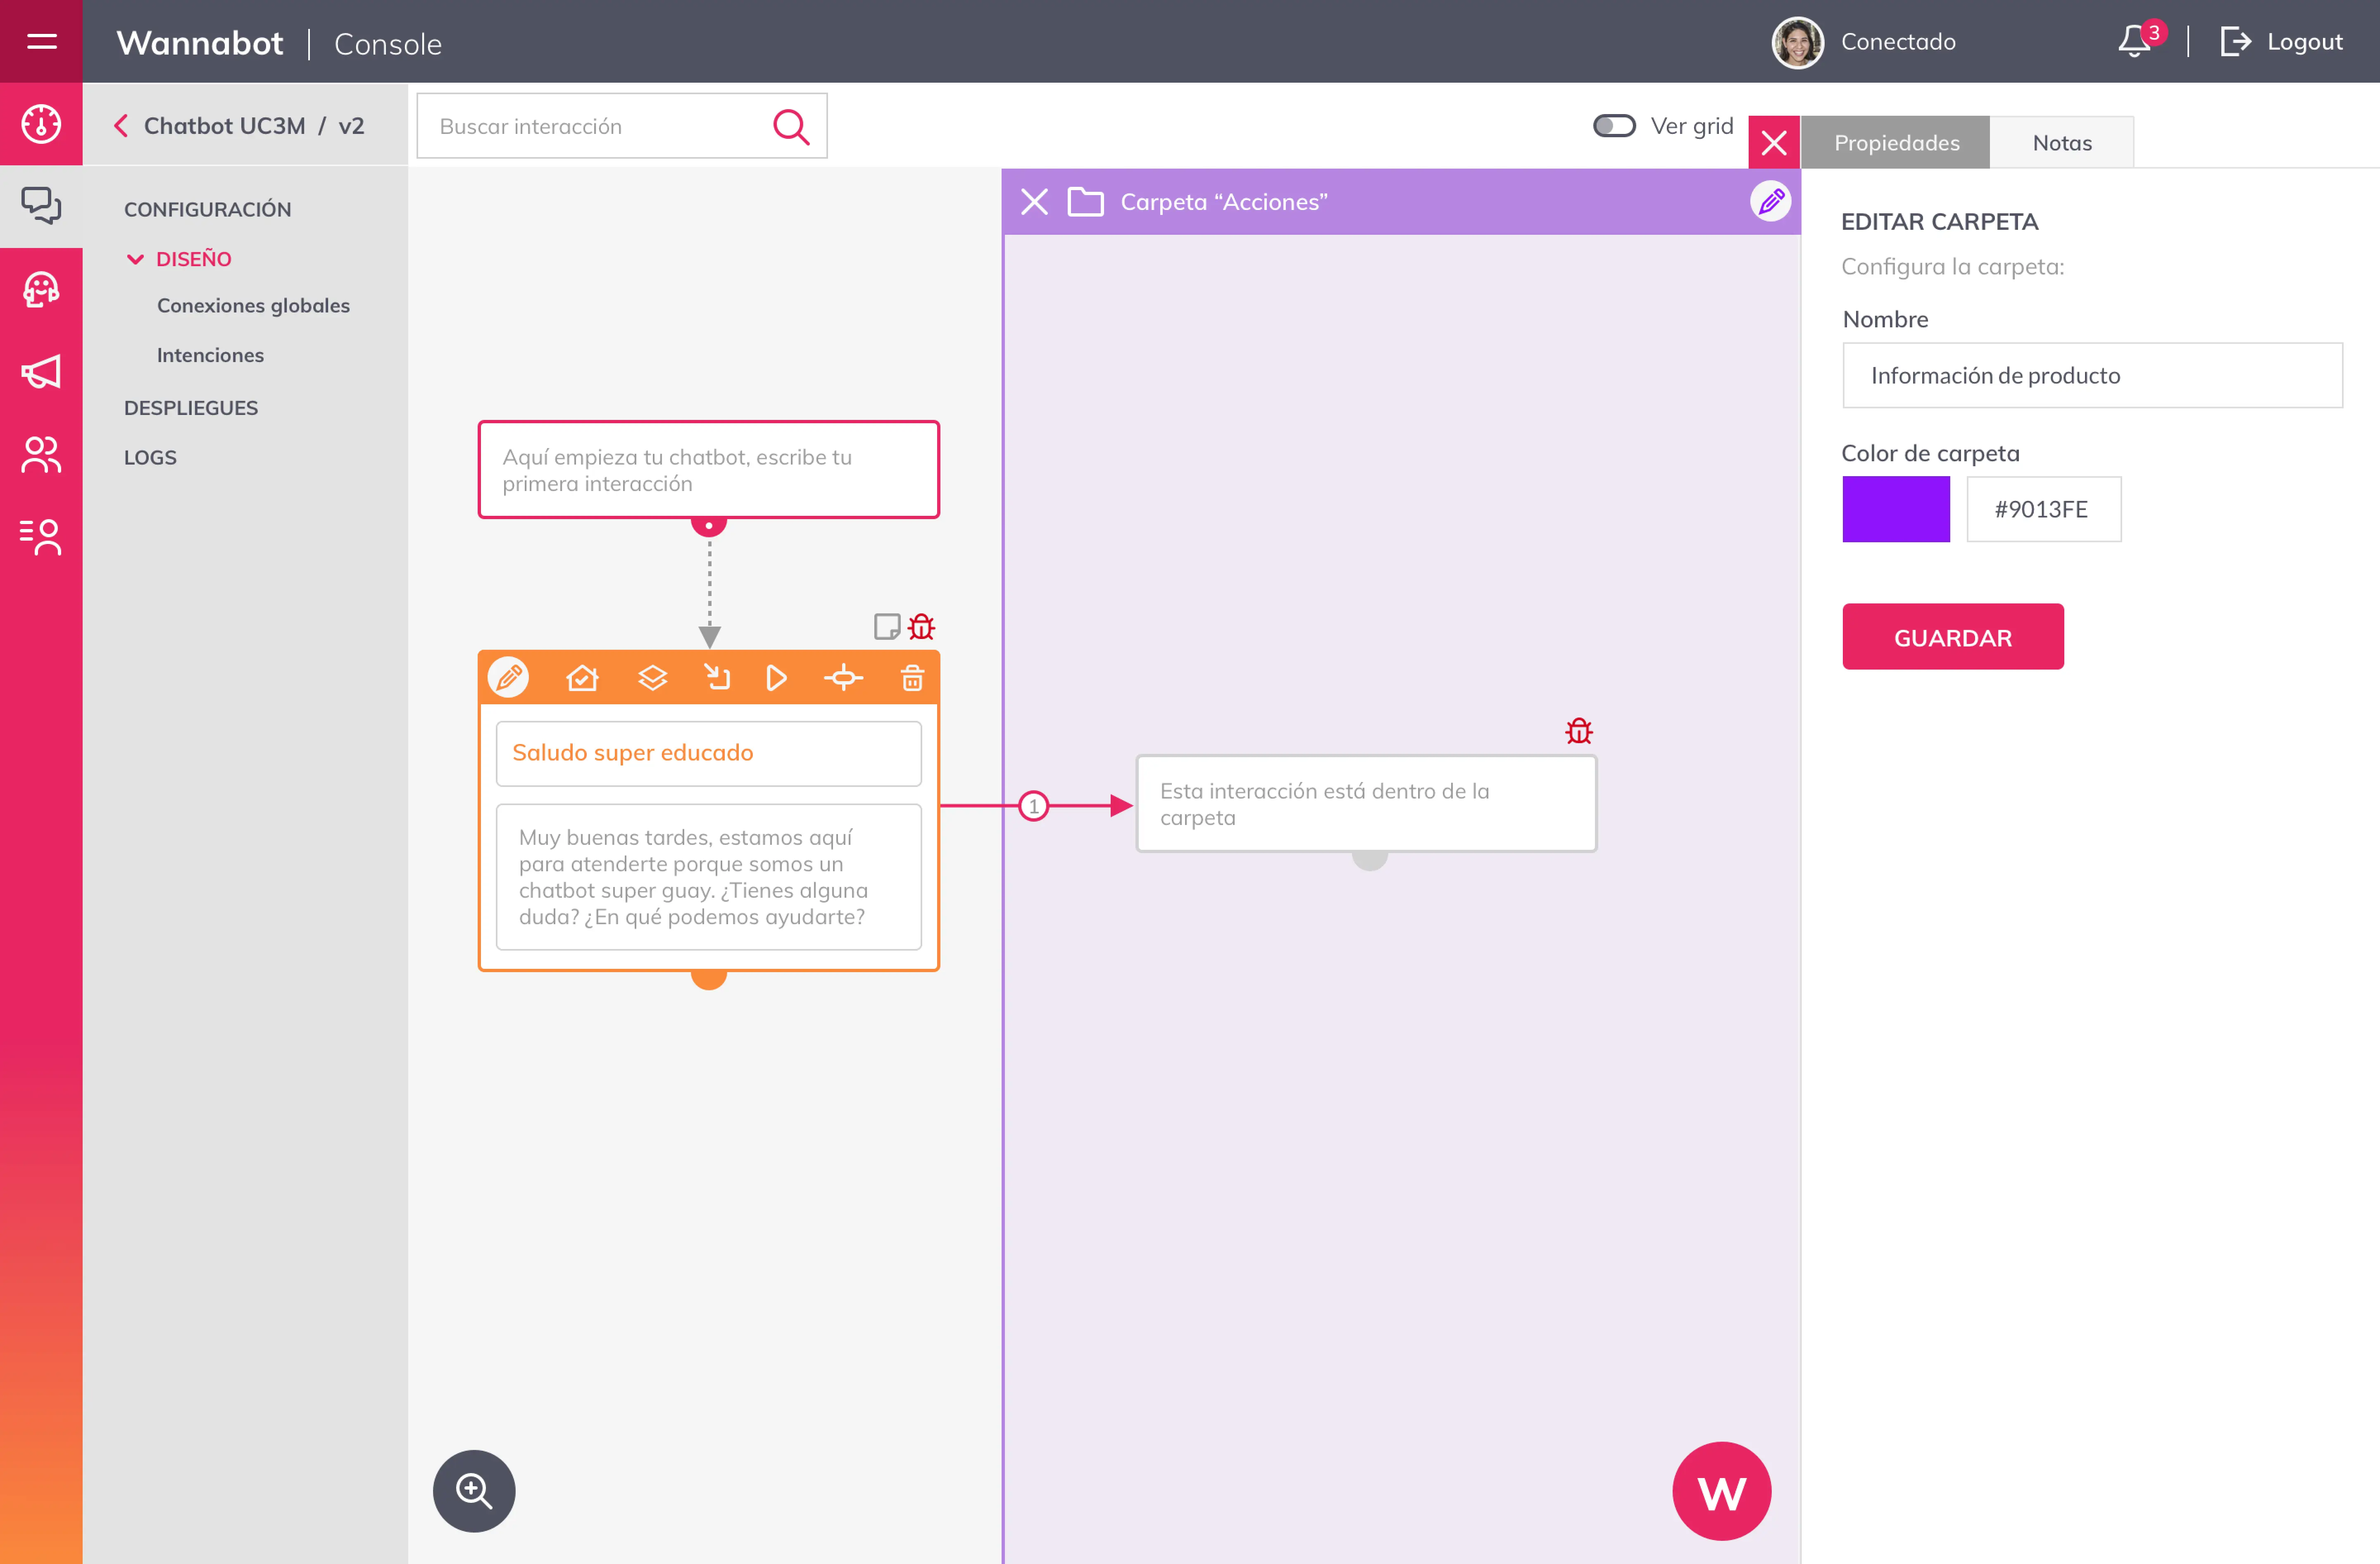 Wannabot | Console
Conectado
3
Logout
Chatbot UC3M / v2
Buscar interacción
Ver grid
Propiedades
Notas
CONFIGURACIÓN
DISEÑO
Conexiones globales
Intenciones
DESPLIEGUES
LOGS
Aquí empieza tu chatbot, escribe tu
primera interacción
Saludo super educado
Muy buenas tardes, estamos aquí
para atenderte porque somos un
chatbot super guay. ¿Tienes alguna
duda? ¿En qué podemos ayudarte?
1
Carpeta “Acciones”
Esta interacción está dentro de la
carpeta
W
EDITAR CARPETA
Configura la carpeta:
Nombre
Información de producto
Color de carpeta
#9013FE
GUARDAR